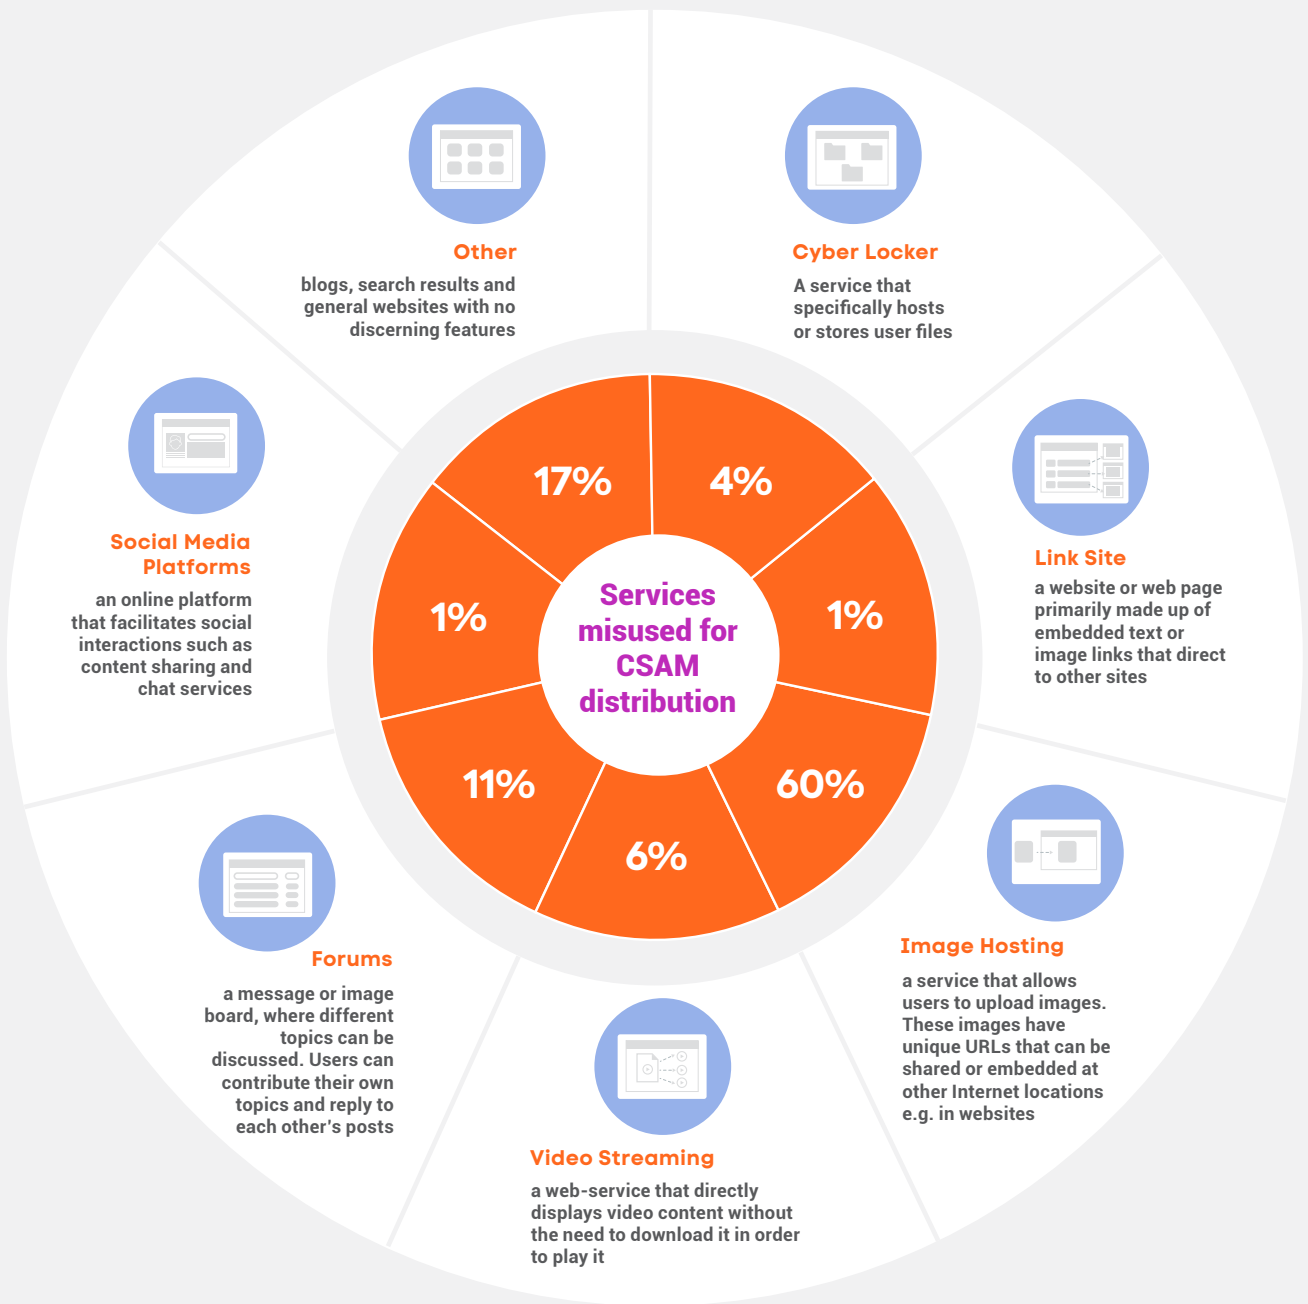 Services
misused for
CSAM
distribution
4%
Cyber Locker
A service that
specifically hosts
or stores user files
1%
Link Site
a website or web page
primarily made up of
embedded text or
image links that direct
to other sites
60%
Image Hosting
a service that allows
users to upload images.
These images have
unique URLs that can be
shared or embedded at
other Internet locations
e.g. in websites
6%
Video Streaming
a web-service that directly
displays video content without
the need to download it in order
to play it
11%
Forums
a message or image
board, where different
topics can be
discussed. Users can
contribute their own
topics and reply to
each other's posts
1%
Social Media
Platforms
an online platform
that facilitates social
interactions such as
content sharing and
chat services
17%
Other
blogs, search results and
general websites with no
discerning features